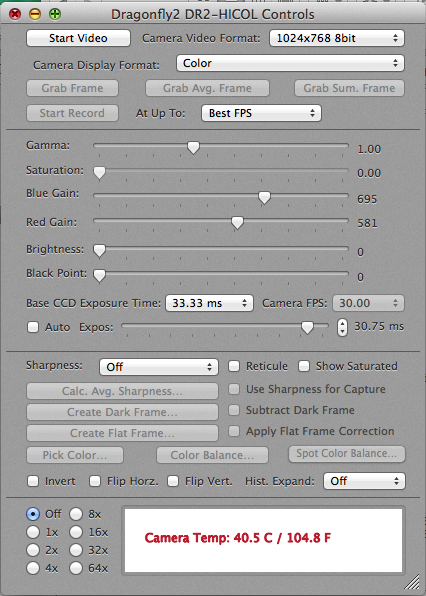 Dragonfly2 DR2-HICOL Controls
Start Video Camera Video Format: 1024x768 8bit
Camera Display Format: Color
Grab Frame Grab Avg. Frame Grab Sum. Frame
Start Record At Up To: Best FPS
Gamma: 1.00
Saturation: 0.00
Blue Gain: 695
Red Gain: 581
Brightness: 0
Black Point: 0
Base CCD Exposure Time: 33.33 ms Camera FPS: 30.00
Auto Expos: 30.75 ms
Sharpness: Off Reticule Show Saturated
Calc. Avg. Sharpness... Use Sharpness for Capture
Create Dark Frame... Subtract Dark Frame
Create Flat Frame... Apply Flat Frame Correction
Pick Color... Color Balance... Spot Color Balance...
Invert Flip Horz. Flip Vert. Hist. Expand: Off
Off 8x
1x 16x
2x 32x
4x 64x
Camera Temp: 40.5 C / 104.8 F